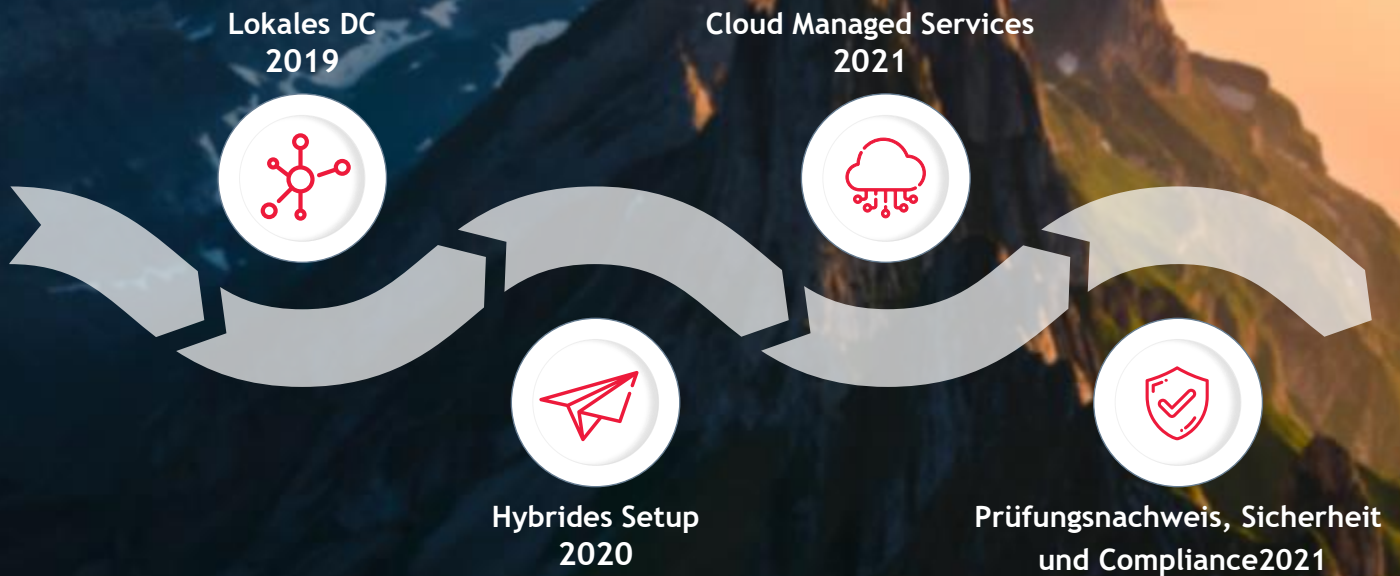 Lokales DC
2019
Cloud Managed Services
2021
Hybrides Setup
2020
Prüfungsnachweis, Sicherheit
und Compliance2021